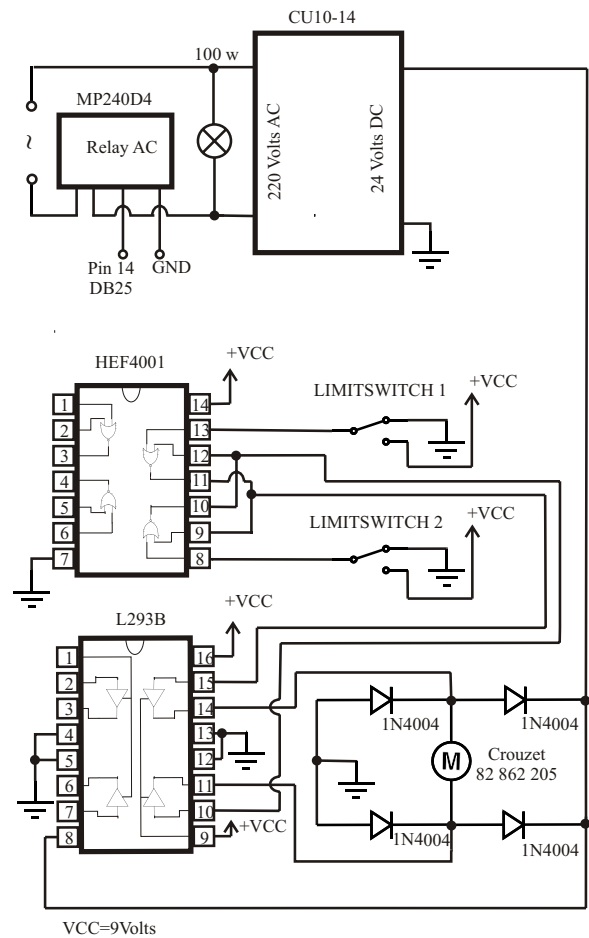 CU10-14
100 w
MP240D4
Relay AC
~
220 Volts AC
24 Volts DC
Pin 14
DB25
GND
HEF4001
+VCC
1
2
3
4
5
6
7
14
13
12
11
10
9
8
LIMITSWITCH 1
+VCC
LIMITSWITCH 2
+VCC
L293B
+VCC
1
2
3
4
5
6
7
8
16
15
14
13
12
11
10
9
+VCC
1N4004
1N4004
M
Crouzet
82 862 205
1N4004
1N4004
VCC=9Volts